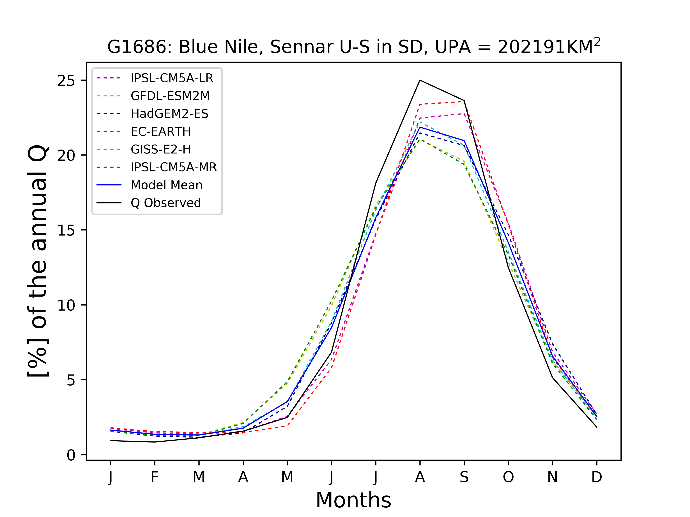 G1686: Blue Nile, Sennar U-S in SD, UPA = 202191KM²
[%] of the annual Q
25
20
15
10
5
0
IPSL-CM5A-LR
GFDL-ESM2M
HadGEM2-ES
EC-EARTH
GISS-E2-H
IPSL-CM5A-MR
Model Mean
Q Observed
J F M A M J J A S O N D
Months